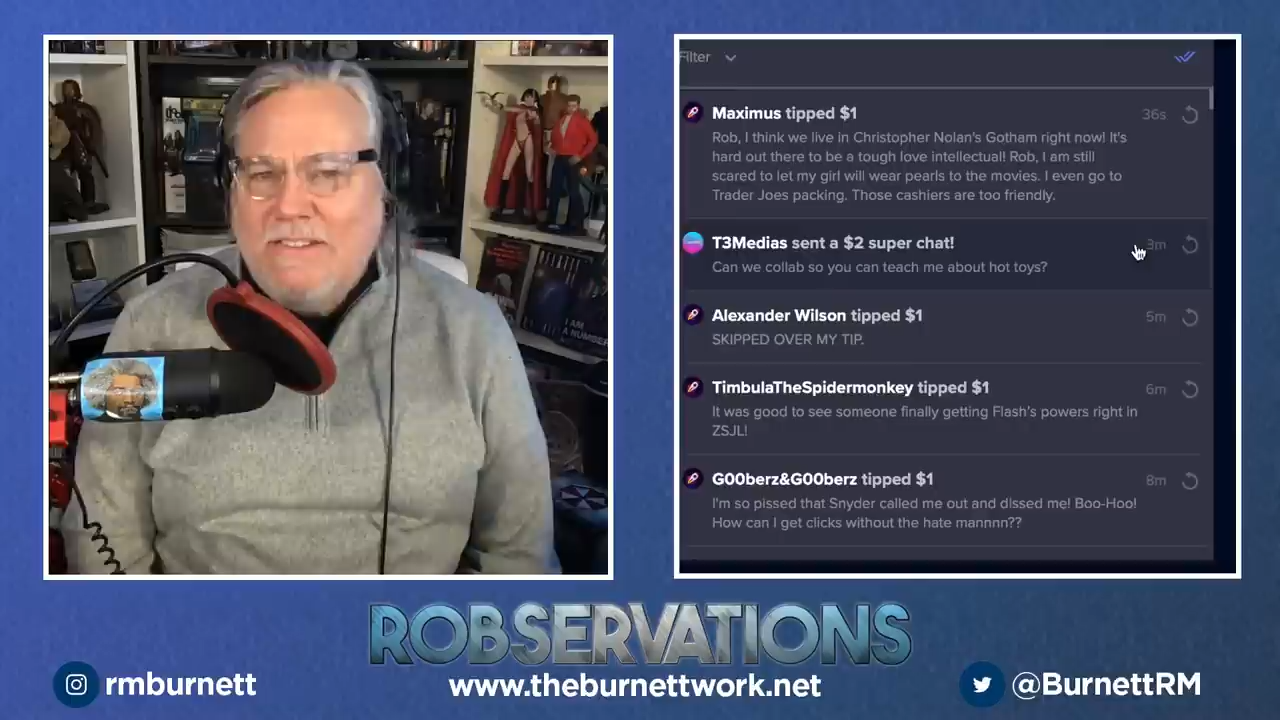 Filter
Maximus tipped $1
36s
Rob, I think we live in Christopher Nolan's Gotham right now! It's
hard out there to be a tough love intellectual! Rob, I am still
scared to let my girl will wear pearls to the movies. I even go to
Trader Joes packing. Those cashiers are too friendly.
T3Medias sent a $2 super chat!
3m
Can we collab so you can teach me about hot toys?
Alexander Wilson tipped $1
5m
SKIPPED OVER MY TIP.
TimbulaTheSpidermonkey tipped $1
6m
It was good to see someone finally getting Flash's powers right in
ZSJL!
G00berz&G00berz tipped $1
8m
I'm so pissed that Snyder called me out and dissed me! Boo-Hoo!
How can I get clicks without the hate mannnn??
I AM
A NUMBER
ROBSERVATIONS
rmburnett
www.theburnettwork.net
@BurnettRM